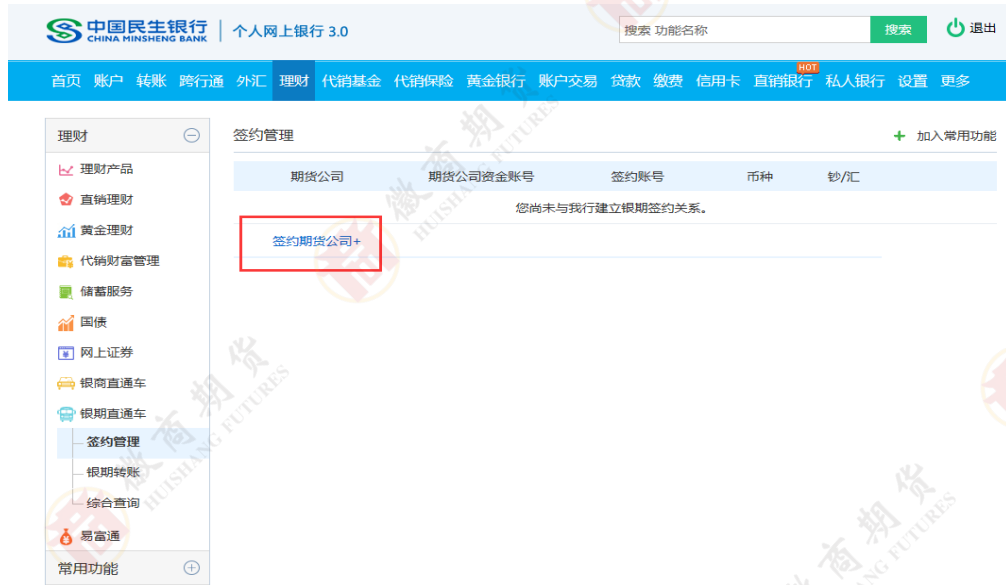 中国民生银行 个人网上银行 3.0 搜索 功能名称 搜索 退出
CHINA MINSHENG BANK
HOT
首页 账户 转账 跨行通 外汇 理财 代销基金 代销保险 黄金银行 账户交易 贷款 缴费 信用卡 直销银行 私人银行 设置 更多
理财
签约管理 + 加入常用功能
理财产品
期货公司 期货公司资金账号 签约账号 币种 钞/汇
直销理财
您尚未与我行建立银期签约关系。
黄金理财
签约期货公司+
代销财富管理
储蓄服务
国债
网上证券
银商直通车
银期直通车
签约管理
银期转账
综合查询
易富通
常用功能
徽商期货
HUISHANG FUTURES
徽商期货
HUISHANG FUTURES